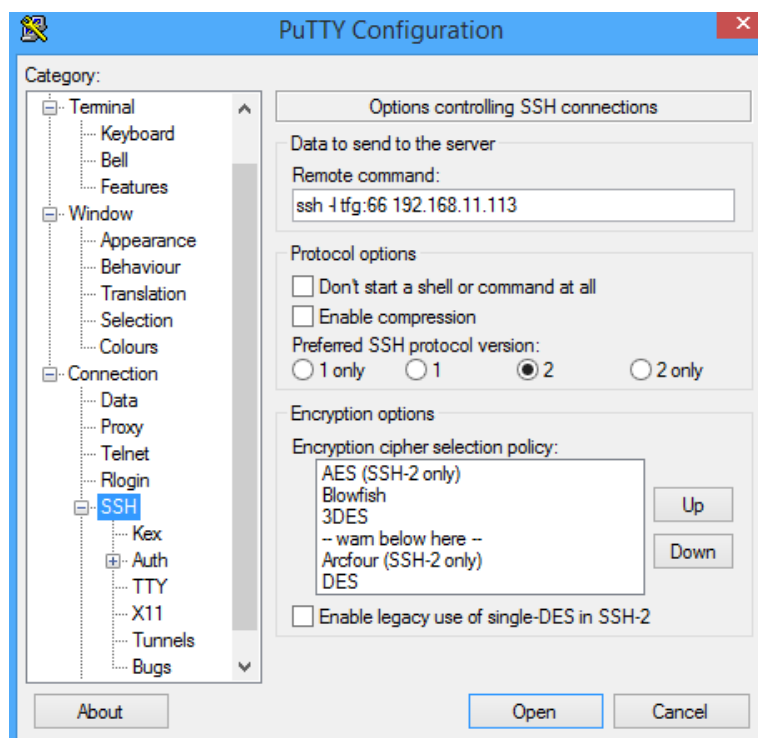 PuTTY Configuration
Category:
Terminal
Keyboard
Bell
Features
Window
Appearance
Behaviour
Translation
Selection
Colours
Connection
Data
Proxy
Telnet
Rlogin
SSH
Kex
Auth
TTY
X11
Tunnels
Bugs
Options controlling SSH connections
Data to send to the server
Remote command:
ssh -l tfg:66 192.168.11.113
Protocol options
Don't start a shell or command at all
Enable compression
Preferred SSH protocol version:
1 only 1 2 2 only
Encryption options
Encryption cipher selection policy:
AES (SSH-2 only)
Blowfish
3DES
-- warn below here --
Arcfour (SSH-2 only)
DES
Up
Down
Enable legacy use of single-DES in SSH-2
About Open Cancel